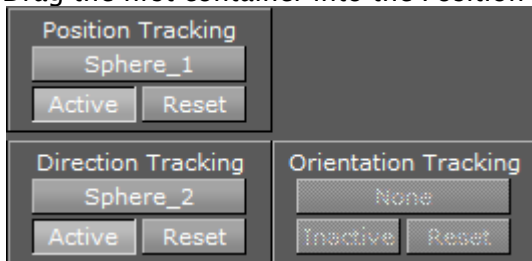 Drag the first container into the Position
Position Tracking
Sphere_1
Active Reset
Direction Tracking
Sphere_2
Active Reset
Orientation Tracking
None
Inactive Reset